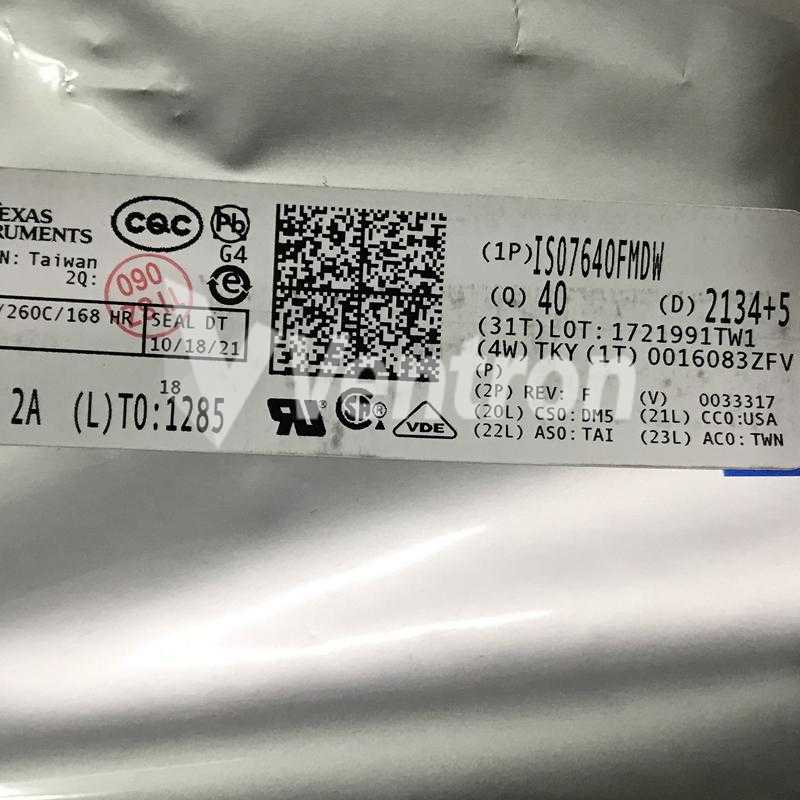 EXAS
RUMENTS
N: Taiwan
2Q:
CQC
Pb
G4
e
090
/260C/168 HR
SEAL DT
10/18/21
18
2A (L)TO:1285
(1P)ISO7640FMDW
(Q) 40 (D) 2134+5
(31T)LOT: 1721991TW1
(4W) TKY (1T) 0016083ZFV
(P)
(2P) REV: F (V) 0033317
(20L) CSO:DM5 (21L) CCO:USA
(22L) ASO:TAI (23L) ACO:TWN
VDE
Ventron